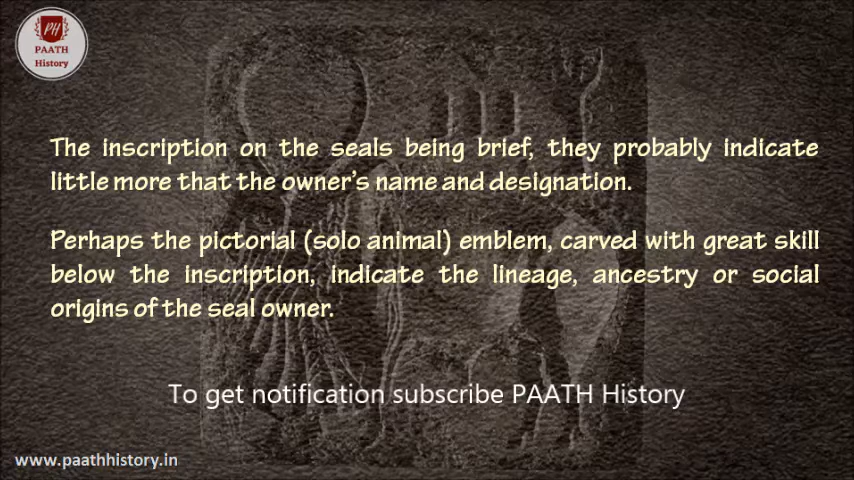 PH
PAATH
History
The inscription on the seals being brief, they probably indicate
little more that the owner's name and designation.
Perhaps the pictorial (solo animal) emblem, carved with great skill
below the inscription, indicate the lineage, ancestry or social
origins of the seal owner.
To get notification subscribe PAATH History
www.paathhistory.in